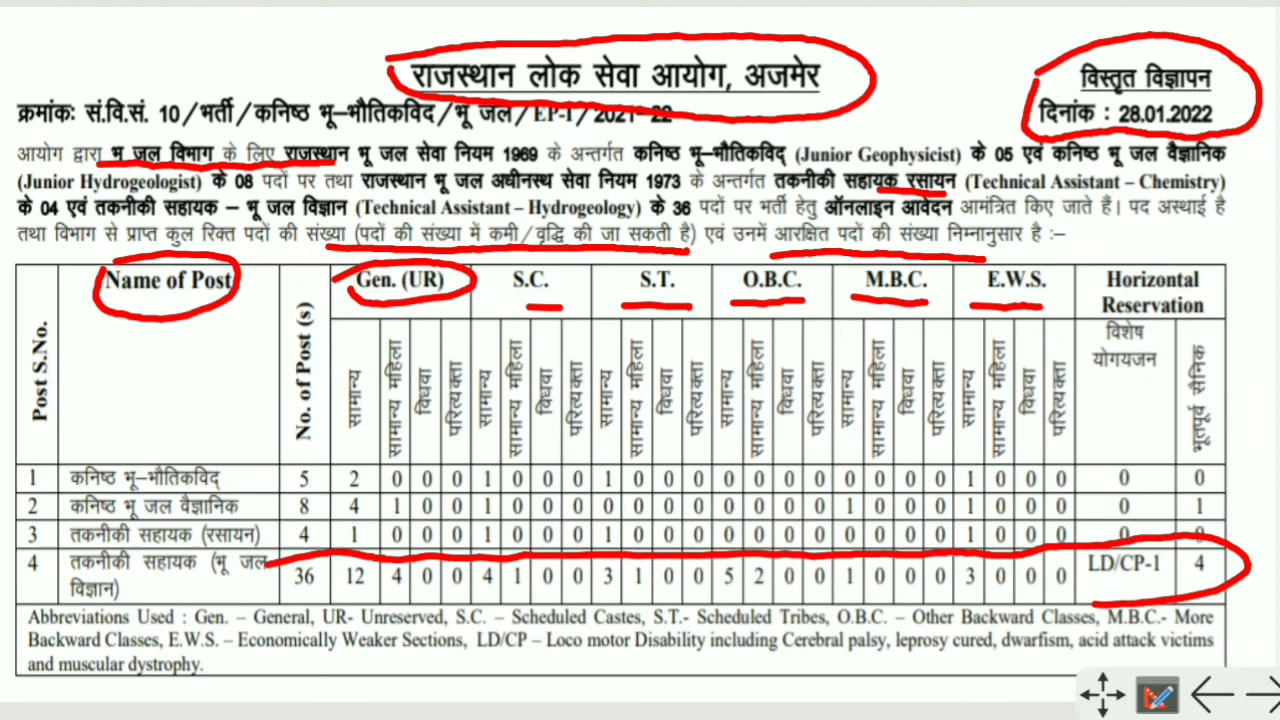 राजस्थान लोक सेवा आयोग, अजमेर
विस्तृत विज्ञापन
क्रमांकः सं.वि.सं. 10/भर्ती/कनिष्ठ भू–भौतिकविद/भू जल/EP-I/2021-22
दिनांक : 28.01.2022
आयोग द्वारा भू जल विभाग के लिए राजस्थान भू जल सेवा नियम 1969 के अन्तर्गत कनिष्ठ भू–भौतिकविद् (Junior Geophysicist) के 05 एवं कनिष्ठ भू जल वैज्ञानिक
(Junior Hydrogeologist) के 08 पदों पर तथा राजस्थान भू जल अधीनस्थ सेवा नियम 1973 के अन्तर्गत तकनीकी सहायक रसायन (Technical Assistant – Chemistry)
के 04 एवं तकनीकी सहायक – भू जल विज्ञान (Technical Assistant – Hydrogeology) के 36 पदों पर भर्ती हेतु ऑनलाइन आवेदन आमंत्रित किए जाते हैं। पद अस्थाई है
तथा विभाग से प्राप्त कुल रिक्त पदों की संख्या (पदों की संख्या में कमी/वृद्धि की जा सकती है) एवं उनमें आरक्षित पदों की संख्या निम्नानुसार है :–
Post S.No. Name of Post No. of Post (s) Gen. (UR) S.C. S.T. O.B.C. M.B.C. E.W.S. Horizontal Reservation
सामान्य सामान्य महिला विधवा परित्यक्ता सामान्य सामान्य महिला विधवा परित्यक्ता सामान्य सामान्य महिला विधवा परित्यक्ता सामान्य सामान्य महिला विधवा परित्यक्ता सामान्य सामान्य महिला विधवा परित्यक्ता सामान्य सामान्य महिला विधवा परित्यक्ता विशेष योगयजन भूतपूर्व सैनिक
1 कनिष्ठ भू–भौतिकविद् 5 2 0 0 0 1 0 0 0 1 0 0 0 0 0 0 0 0 0 0 0 1 0 0 0 0 0
2 कनिष्ठ भू जल वैज्ञानिक 8 4 1 0 0 1 0 0 0 0 0 0 0 0 0 0 0 1 0 0 0 1 0 0 0 0 1
3 तकनीकी सहायक (रसायन) 4 1 0 0 0 1 0 0 0 1 0 0 0 0 0 0 0 0 0 0 0 1 0 0 0 0 0
4 तकनीकी सहायक (भू जल विज्ञान) 36 12 4 0 0 4 1 0 0 3 1 0 0 5 2 0 0 1 0 0 0 3 0 0 0 LD/CP-1 4
Abbreviations Used : Gen. – General, UR- Unreserved, S.C. – Scheduled Castes, S.T.- Scheduled Tribes, O.B.C. – Other Backward Classes, M.B.C.- More
Backward Classes, E.W.S. – Economically Weaker Sections, LD/CP – Loco motor Disability including Cerebral palsy, leprosy cured, dwarfism, acid attack victims
and muscular dystrophy.